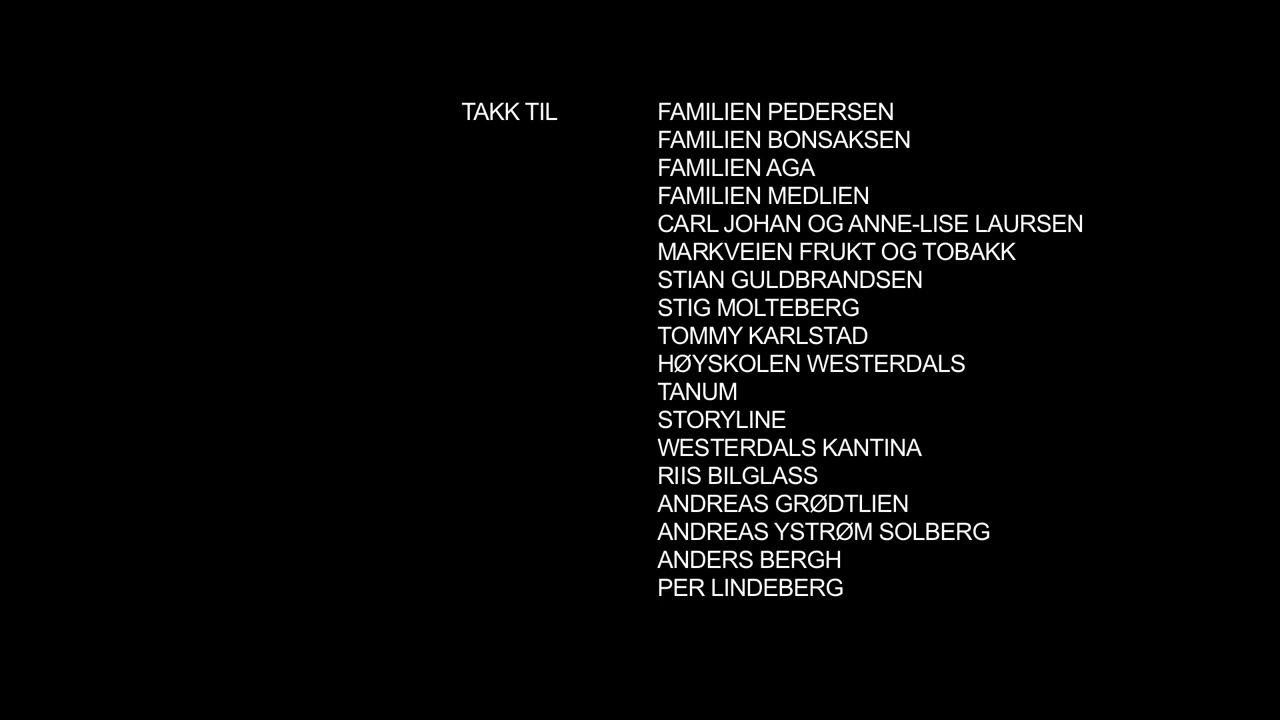 TAKK TIL FAMILIEN PEDERSEN
FAMILIEN BONSAKSEN
FAMILIEN AGA
FAMILIEN MEDLIEN
CARL JOHAN OG ANNE-LISE LAURSEN
MARKVEIEN FRUKT OG TOBAKK
STIAN GULDBRANDSEN
STIG MOLTEBERG
TOMMY KARLSTAD
HØYSKOLEN WESTERDALS
TANUM
STORYLINE
WESTERDALS KANTINA
RIIS BILGLASS
ANDREAS GRØDTLIEN
ANDREAS YSTRØM SOLBERG
ANDERS BERGH
PER LINDEBERG